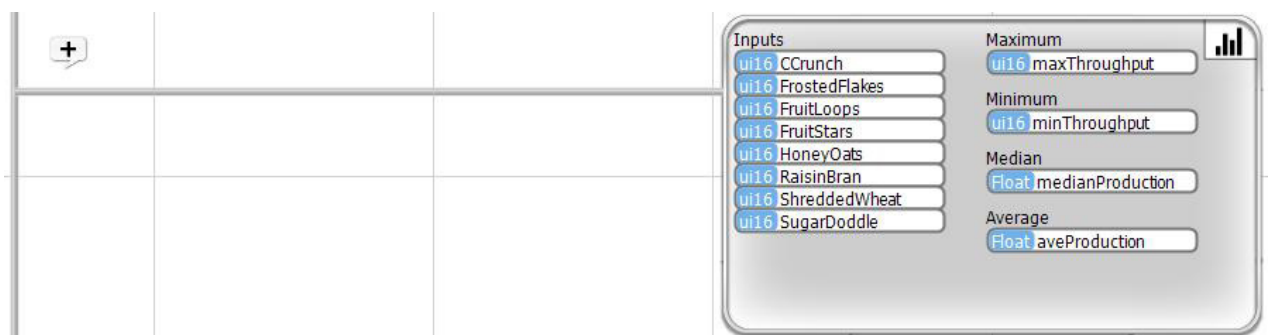 +
Inputs
ui16 CCrunch
ui16 FrostedFlakes
ui16 FruitLoops
ui16 FruitStars
ui16 HoneyOats
ui16 RaisinBran
ui16 ShreddedWheat
ui16 SugarDoddle
Maximum
ui16 maxThroughput
Minimum
ui16 minThroughput
Median
Float medianProduction
Average
Float aveProduction